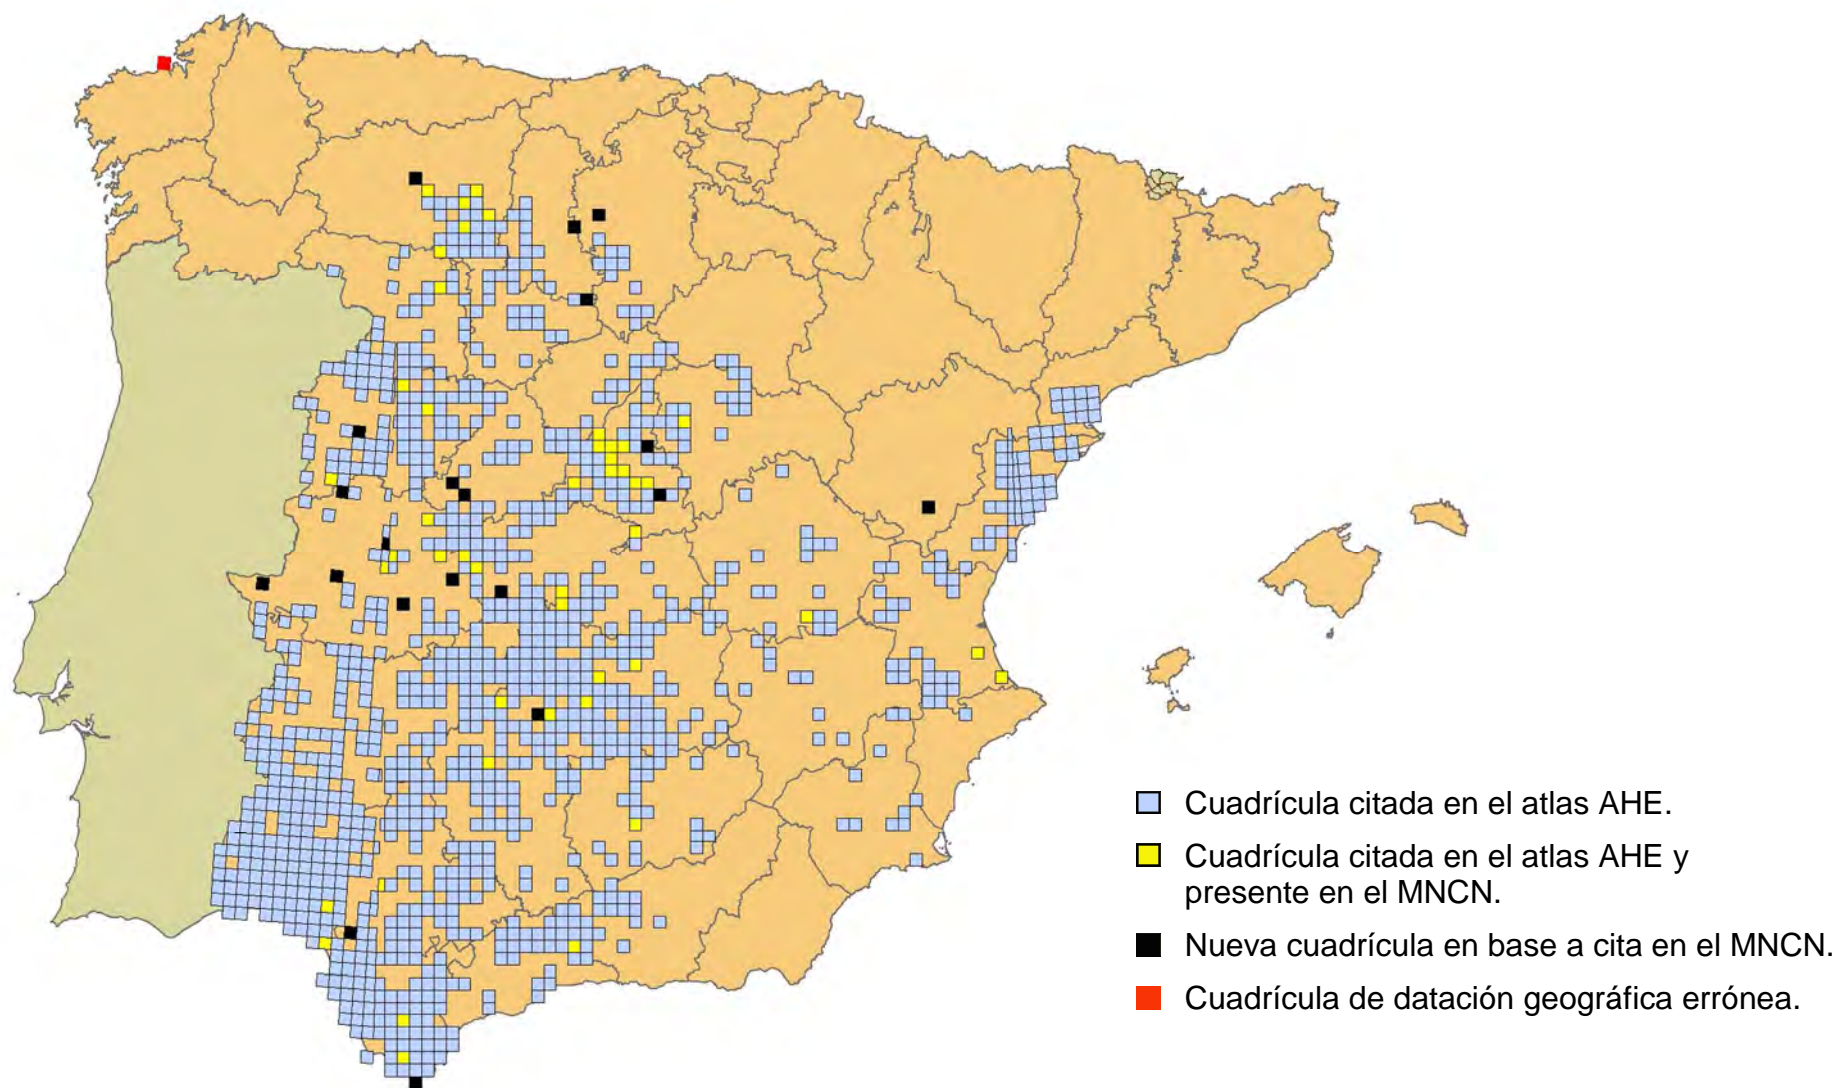 Cuadrícula citada en el atlas AHE.
Cuadrícula citada en el atlas AHE y
presente en el MNCN.
Nueva cuadrícula en base a cita en el MNCN.
Cuadrícula de datación geográfica errónea.